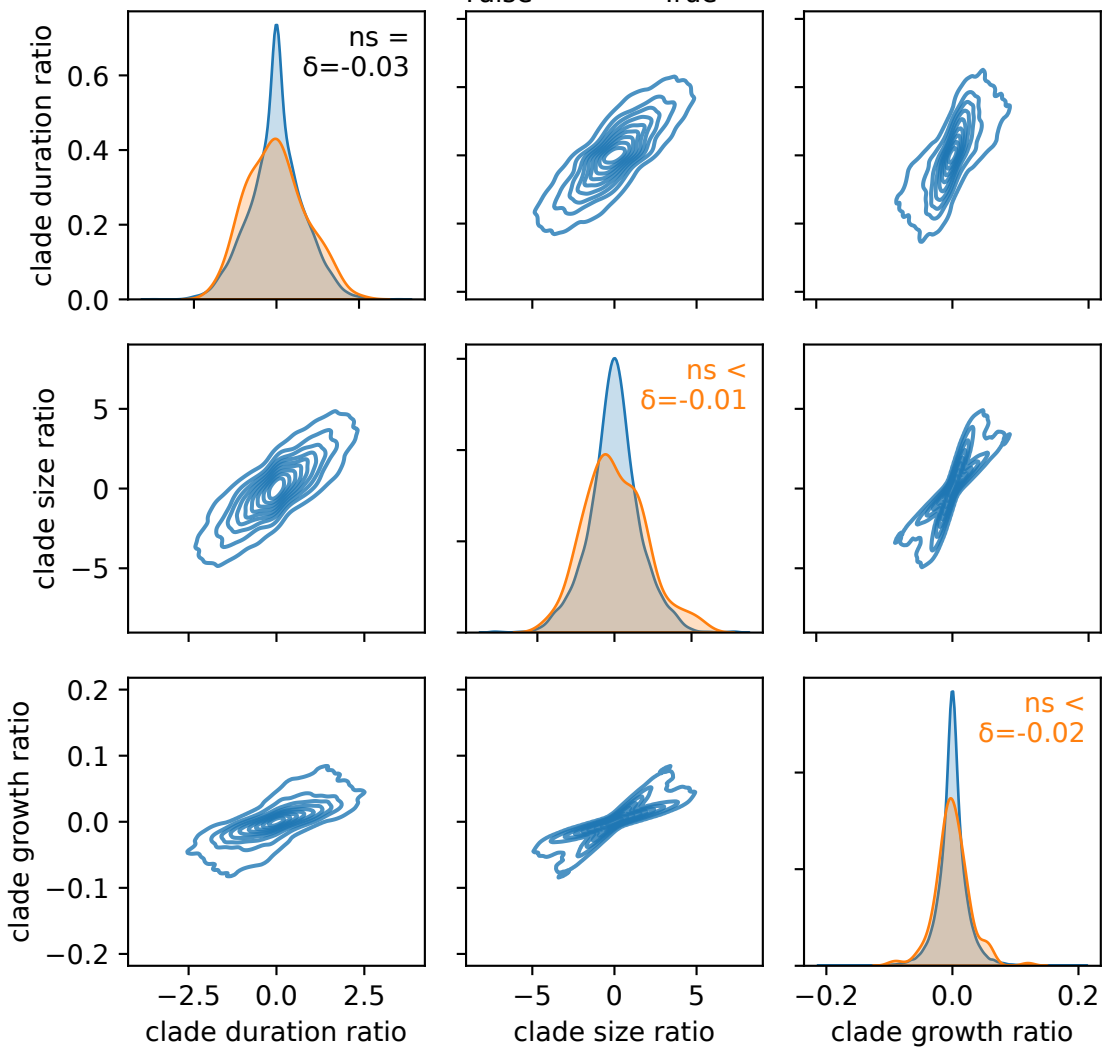 clade duration ratio
0.6
0.4
0.2
0.0
ns =
δ=-0.03
clade size ratio
5
0
−5
ns <
δ=-0.01
clade growth ratio
0.2
0.1
0.0
−0.1
−0.2
ns <
δ=-0.02
−2.5 0.0 2.5
−5 0 5
−0.2 0.0 0.2
clade duration ratio
clade size ratio
clade growth ratio